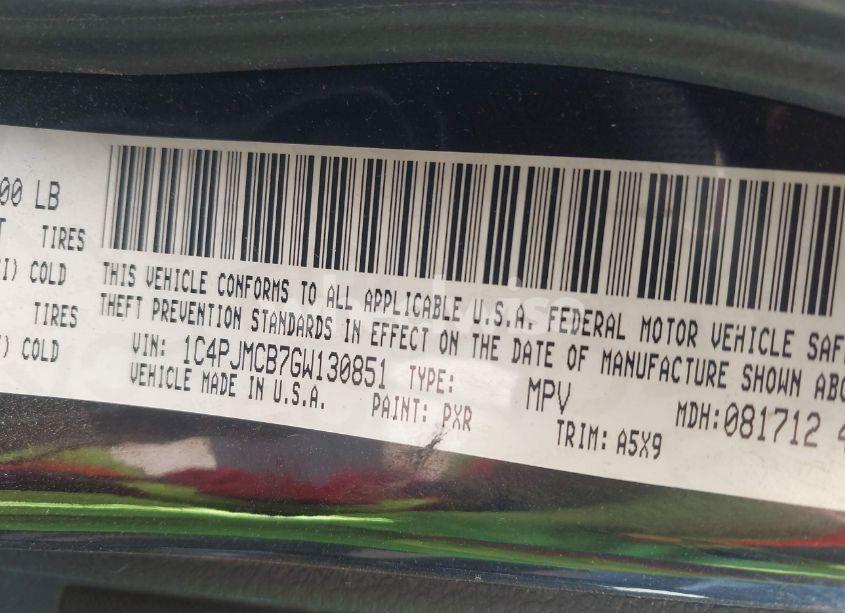 00 LB
TIRES
COLD
TIRES
COLD
THIS VEHICLE CONFORMS TO ALL APPLICABLE U.S.A. FEDERAL MOTOR VEHICLE SAF
THEFT PREVENTION STANDARDS IN EFFECT ON THE DATE OF MANUFACTURE SHOWN ABO
VIN: 1C4PJMCB7GW130851 TYPE: MPV MDH:081712 4
VEHICLE MADE IN U.S.A. PAINT: PXR TRIM: A5X9